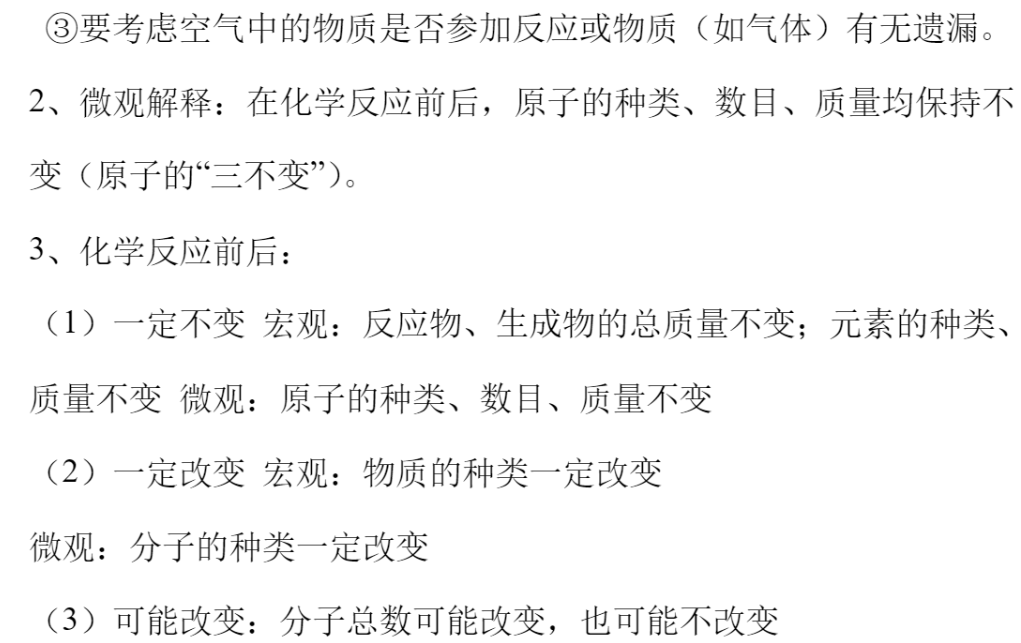 ③要考虑空气中的物质是否参加反应或物质（如气体）有无遗漏。
2、微观解释：在化学反应前后，原子的种类、数目、质量均保持不
变（原子的“三不变”）。
3、化学反应前后：
（1）一定不变 宏观：反应物、生成物的总质量不变；元素的种类、
质量不变 微观：原子的种类、数目、质量不变
（2）一定改变 宏观：物质的种类一定改变
微观：分子的种类一定改变
（3）可能改变：分子总数可能改变，也可能不改变